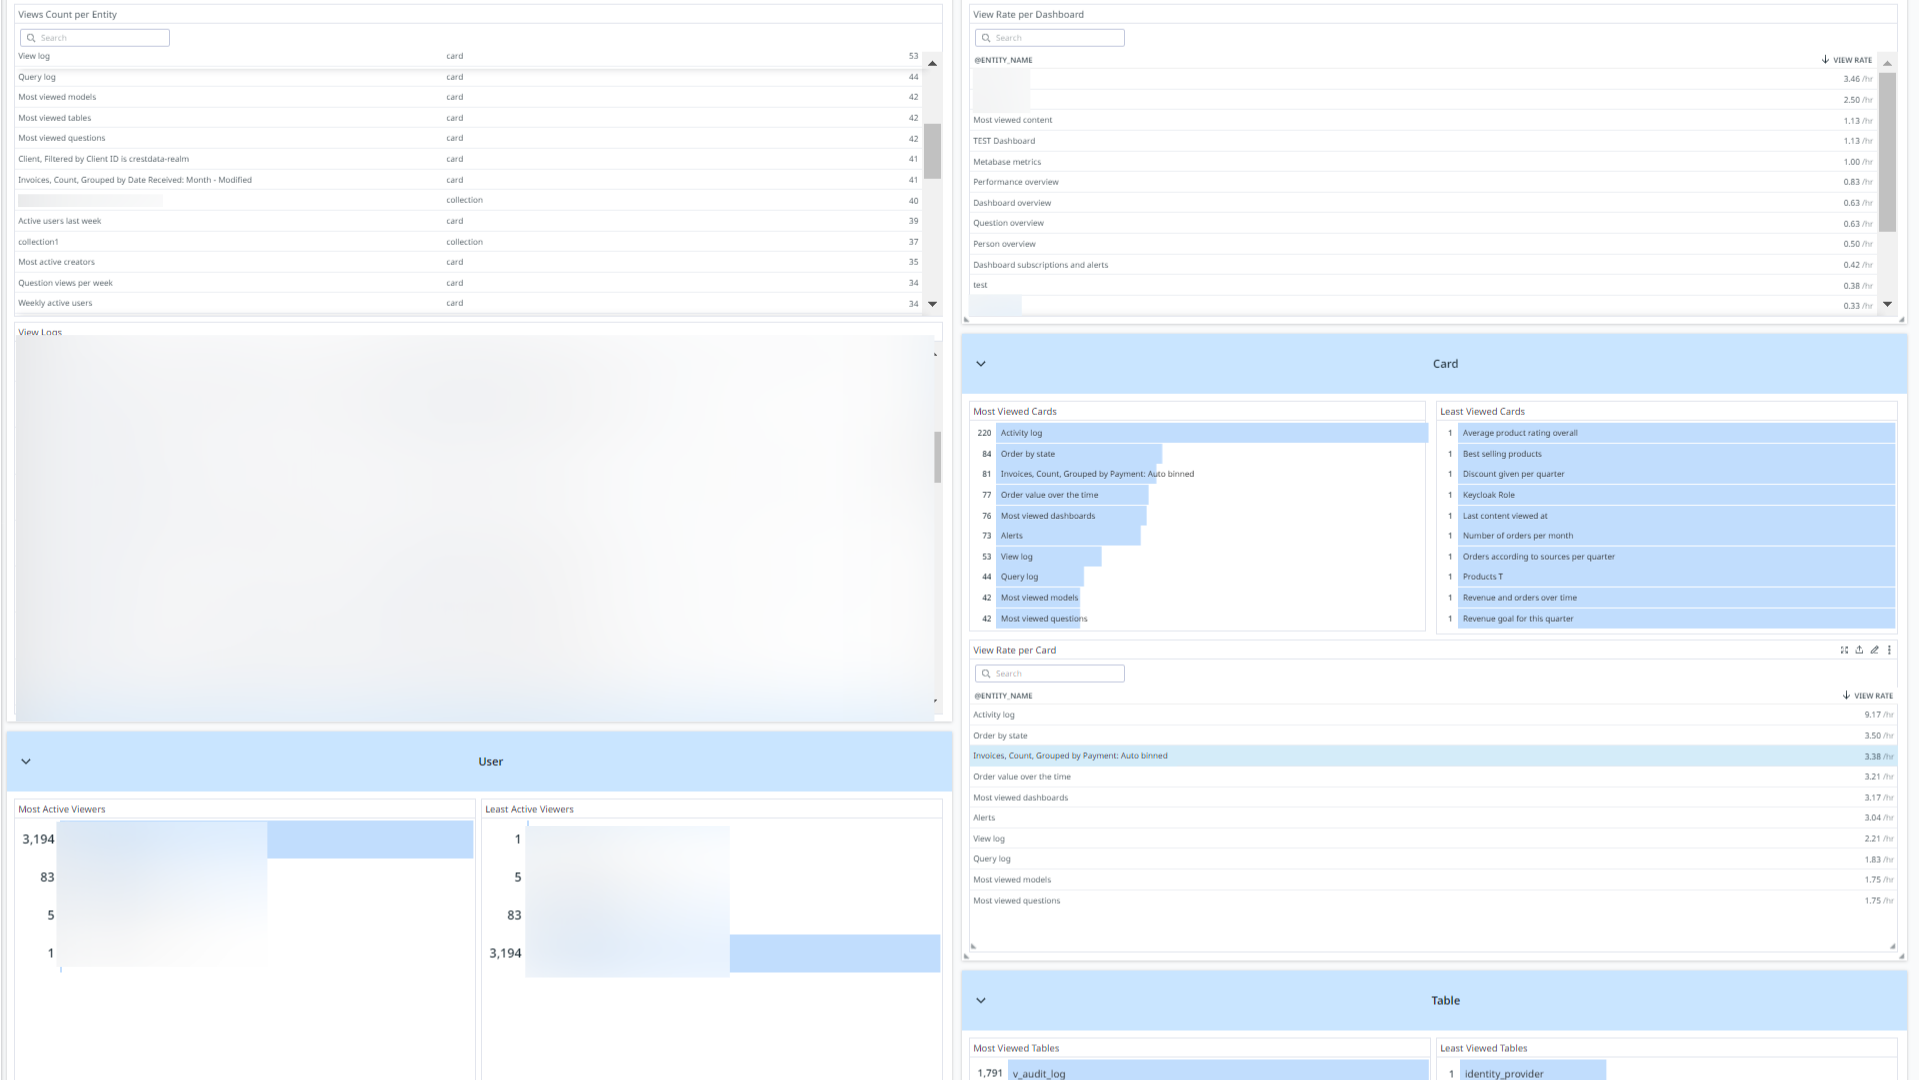 Views Count per Entity
Search
View log card 53
Query log card 44
Most viewed models card 42
Most viewed tables card 42
Most viewed questions card 42
Client, Filtered by Client ID is crestdata-realm card 41
Invoices, Count, Grouped by Date Received: Month - Modified card 41
collection 40
Active users last week card 39
collection1 collection 37
Most active creators card 35
Question views per week card 34
Weekly active users card 34
View Logs
User
Most Active Viewers
3,194
83
5
1
Least Active Viewers
1
5
83
3,194
View Rate per Dashboard
Search
@ENTITY_NAME VIEW RATE
3.46 /hr
2.50 /hr
Most viewed content 1.13 /hr
TEST Dashboard 1.13 /hr
Metabase metrics 1.00 /hr
Performance overview 0.83 /hr
Dashboard overview 0.63 /hr
Question overview 0.63 /hr
Person overview 0.50 /hr
Dashboard subscriptions and alerts 0.42 /hr
test 0.38 /hr
0.33 /hr
Card
Most Viewed Cards
220 Activity log
84 Order by state
81 Invoices, Count, Grouped by Payment: Auto binned
77 Order value over the time
76 Most viewed dashboards
73 Alerts
53 View log
44 Query log
42 Most viewed models
42 Most viewed questions
Least Viewed Cards
1 Average product rating overall
1 Best selling products
1 Discount given per quarter
1 Keycloak Role
1 Last content viewed at
1 Number of orders per month
1 Orders according to sources per quarter
1 Products T
1 Revenue and orders over time
1 Revenue goal for this quarter
View Rate per Card
Search
@ENTITY_NAME VIEW RATE
Activity log 9.17 /hr
Order by state 3.50 /hr
Invoices, Count, Grouped by Payment: Auto binned 3.38 /hr
Order value over the time 3.21 /hr
Most viewed dashboards 3.17 /hr
Alerts 3.04 /hr
View log 2.21 /hr
Query log 1.83 /hr
Most viewed models 1.75 /hr
Most viewed questions 1.75 /hr
Table
Most Viewed Tables
1,791 v_audit_log
Least Viewed Tables
1 identity_provider